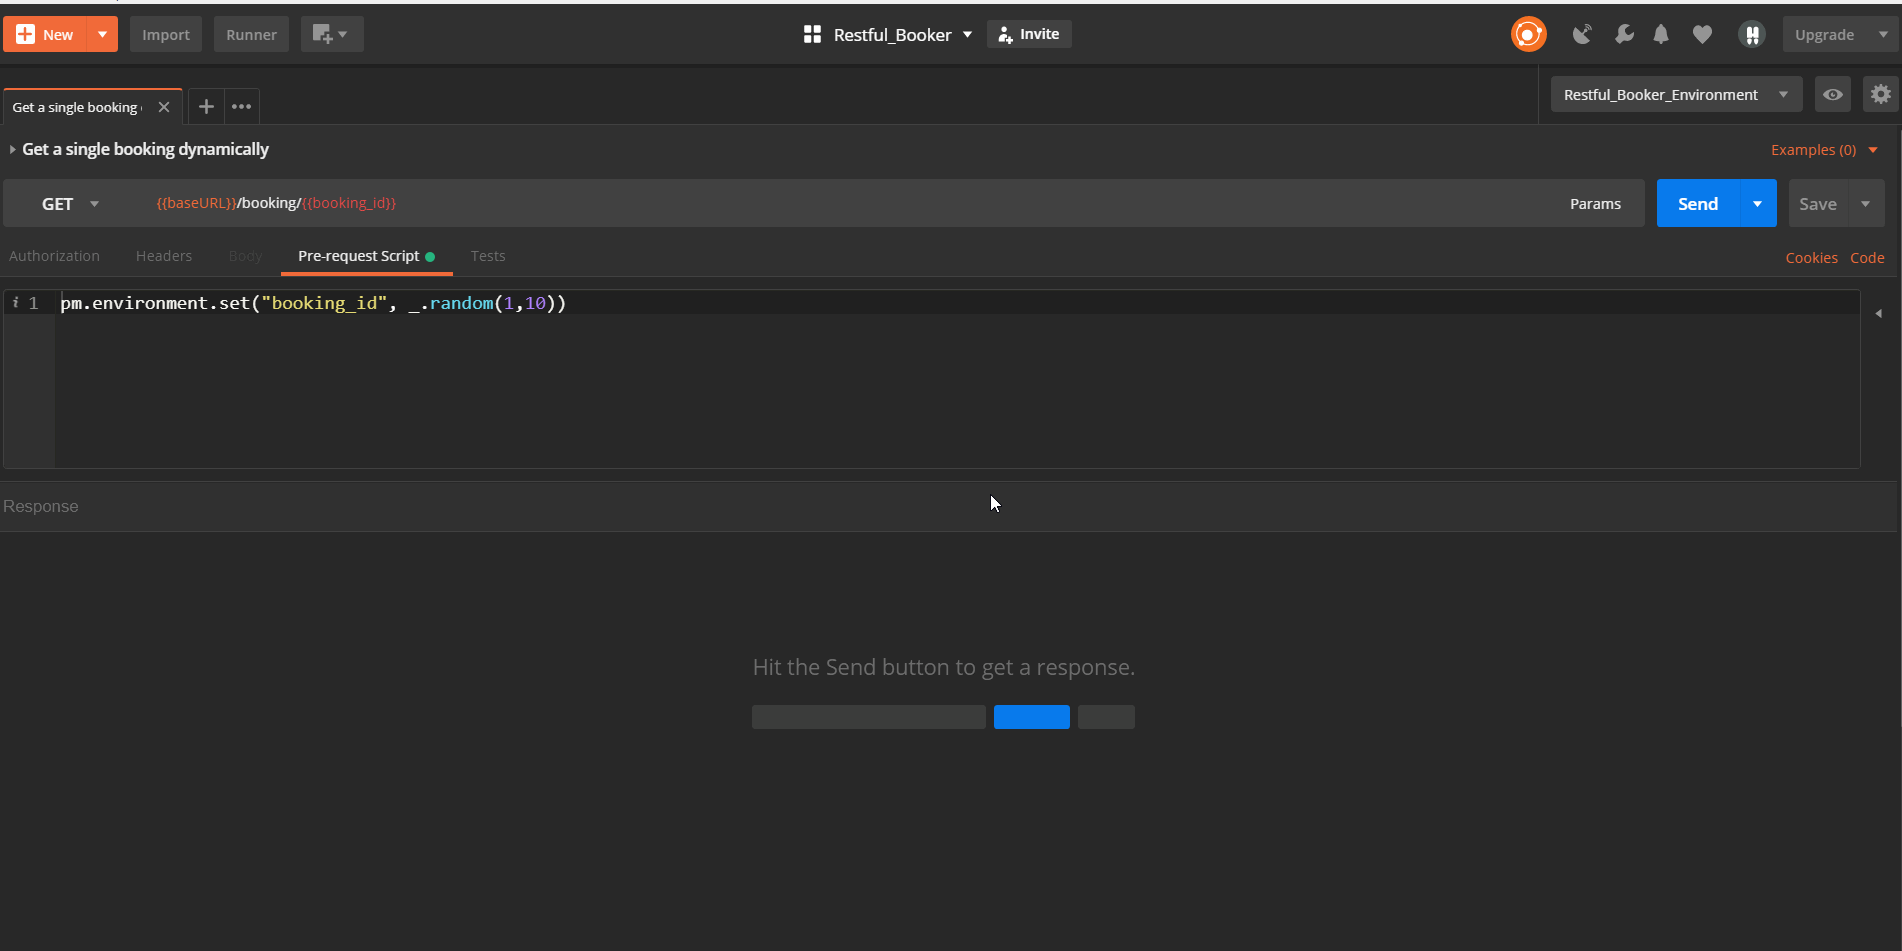 New Import Runner Restful_Booker Invite Upgrade
Get a single booking Restful_Booker_Environment
Get a single booking dynamically Examples (0)
GET {{baseURL}}/booking/{{booking_id}} Params Send Save
Authorization Headers Body Pre-request Script Tests Cookies Code
i 1 pm.environment.set("booking_id", _.random(1,10))
Response
Hit the Send button to get a response.